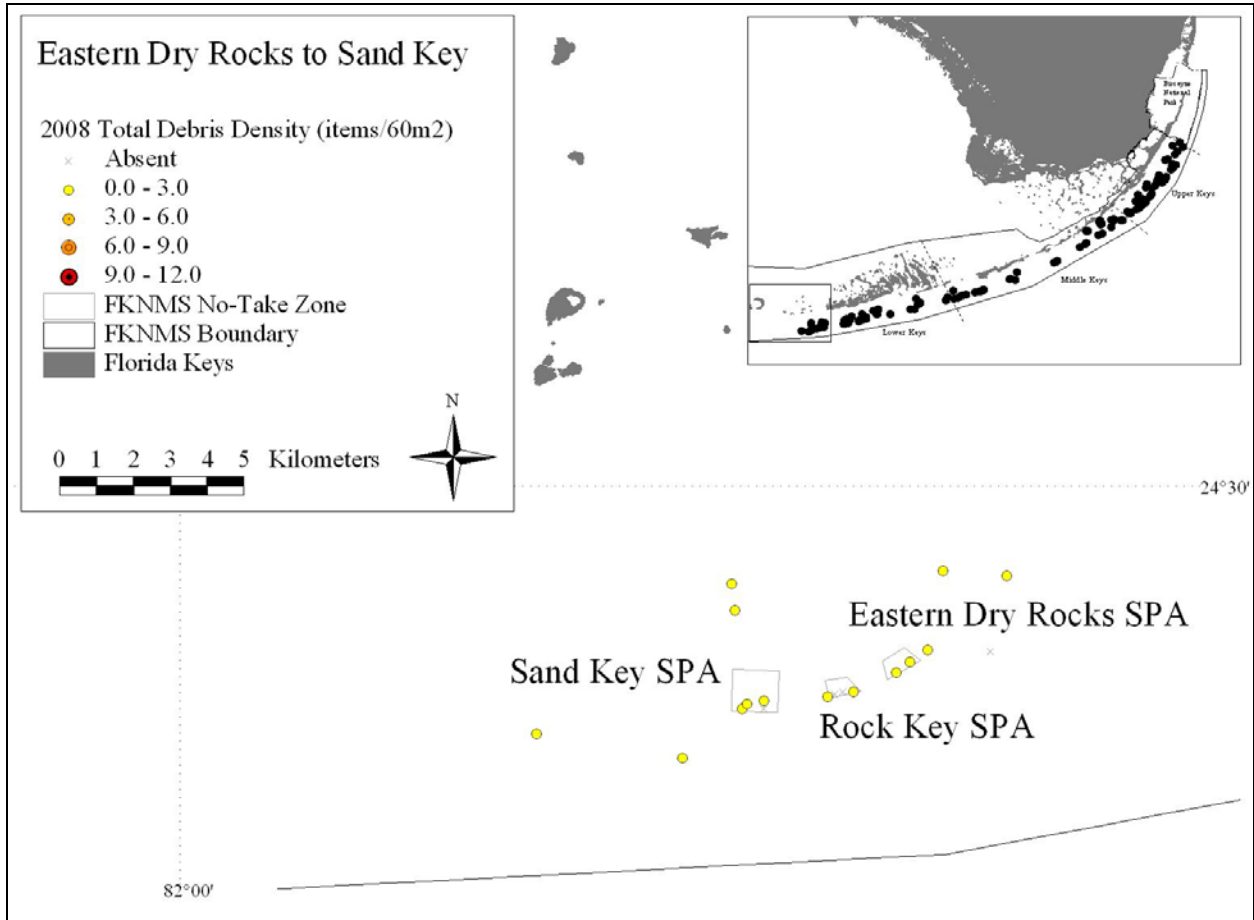 Eastern Dry Rocks to Sand Key
2008 Total Debris Density (items/60m2)
Absent
0.0 - 3.0
3.0 - 6.0
6.0 - 9.0
9.0 - 12.0
FKNMS No-Take Zone
FKNMS Boundary
Florida Keys
N
0 1 2 3 4 5 Kilometers
Biscayne
National
Park
Upper Keys
Middle Keys
Lower Keys
24°30'
Eastern Dry Rocks SPA
Sand Key SPA
Rock Key SPA
82°00'